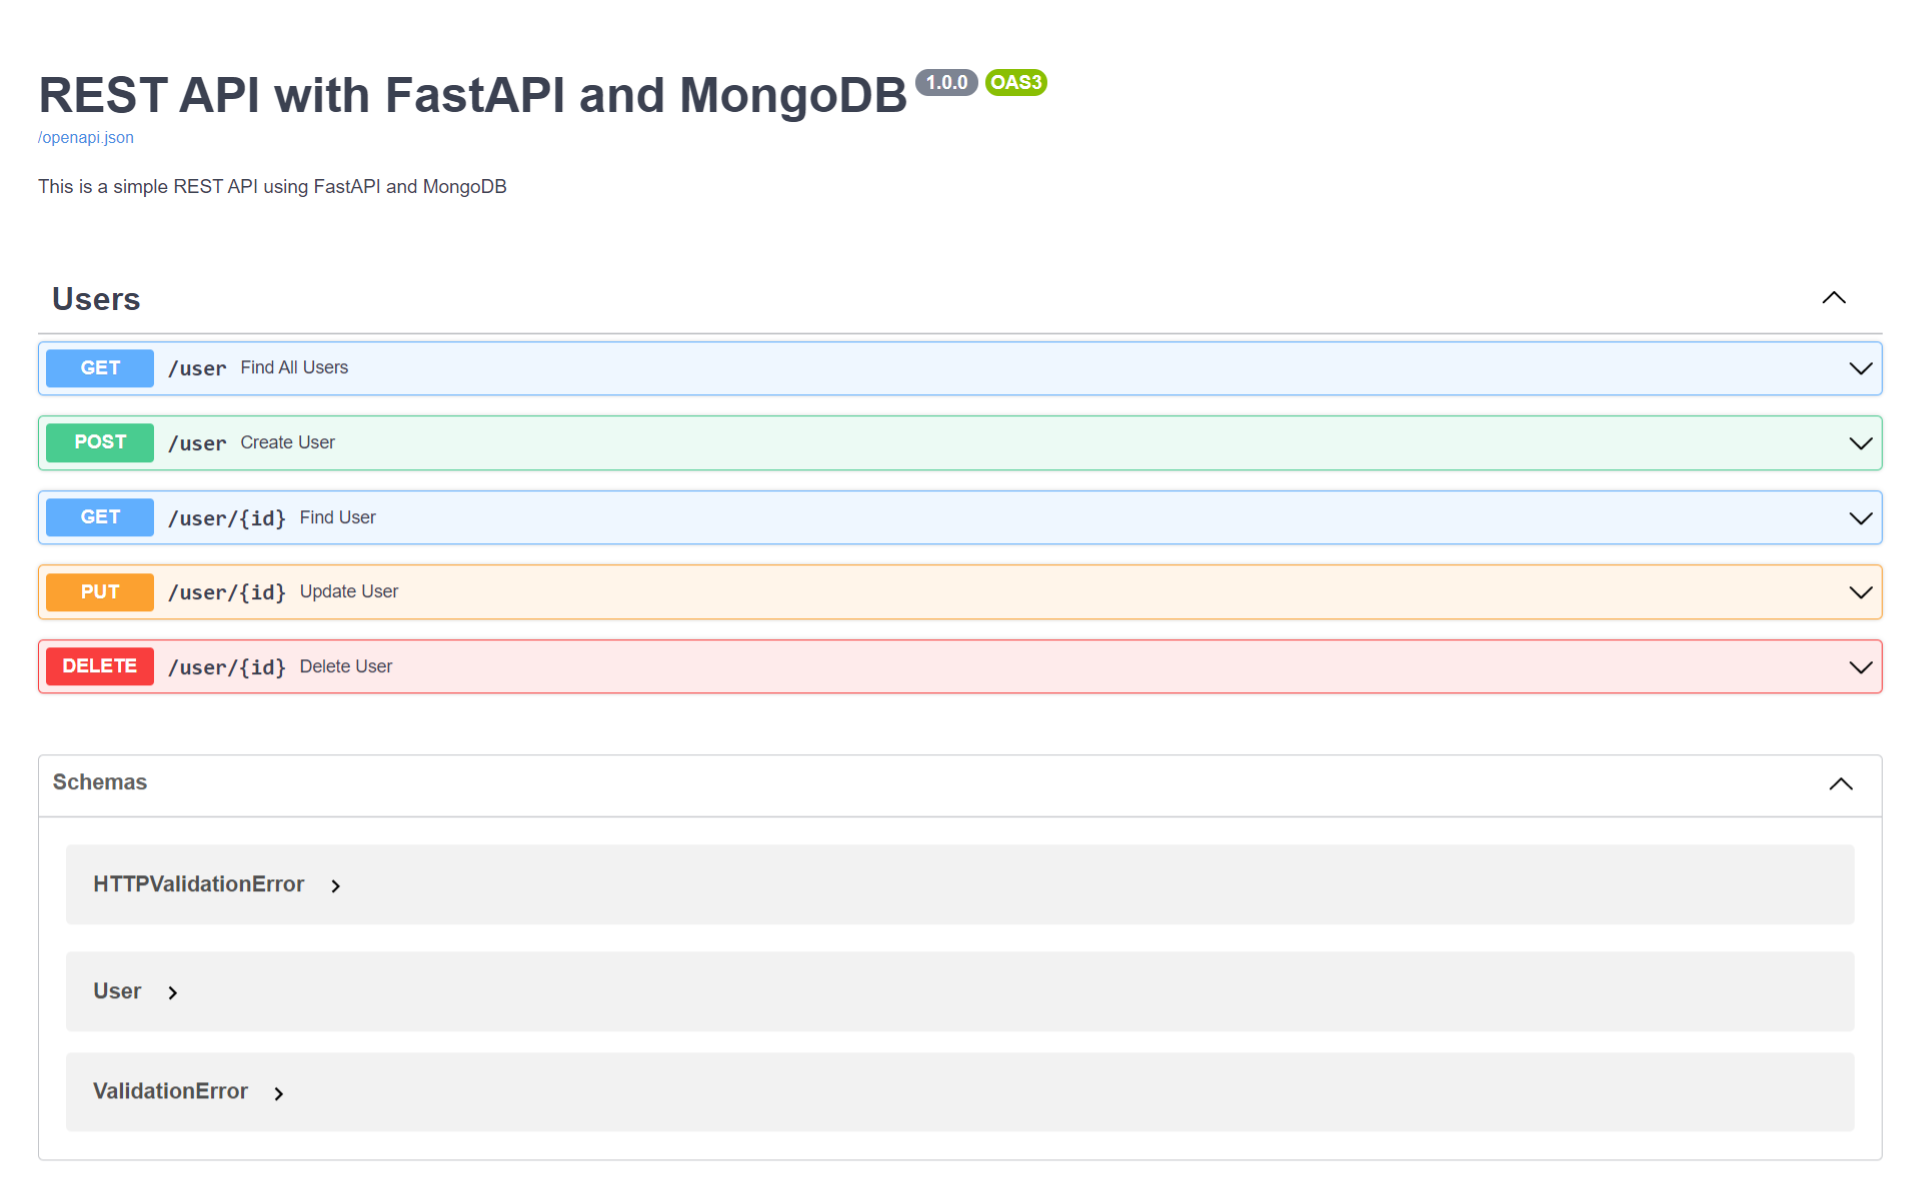 REST API with FastAPI and MongoDB 1.0.0 OAS3
/openapi.json
This is a simple REST API using FastAPI and MongoDB
Users
GET /user Find All Users
POST /user Create User
GET /user/{id} Find User
PUT /user/{id} Update User
DELETE /user/{id} Delete User
Schemas
HTTPValidationError
User
ValidationError